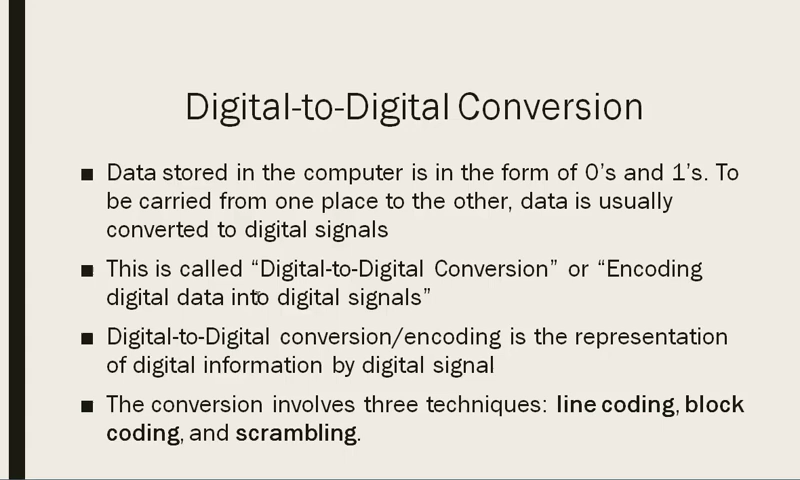 Digital-to-Digital Conversion
■ Data stored in the computer is in the form of 0's and 1's. To
be carried from one place to the other, data is usually
converted to digital signals
■ This is called “Digital-to-Digital Conversion” or “Encoding
digital data into digital signals”
■ Digital-to-Digital conversion/encoding is the representation
of digital information by digital signal
■ The conversion involves three techniques: line coding, block
coding, and scrambling.